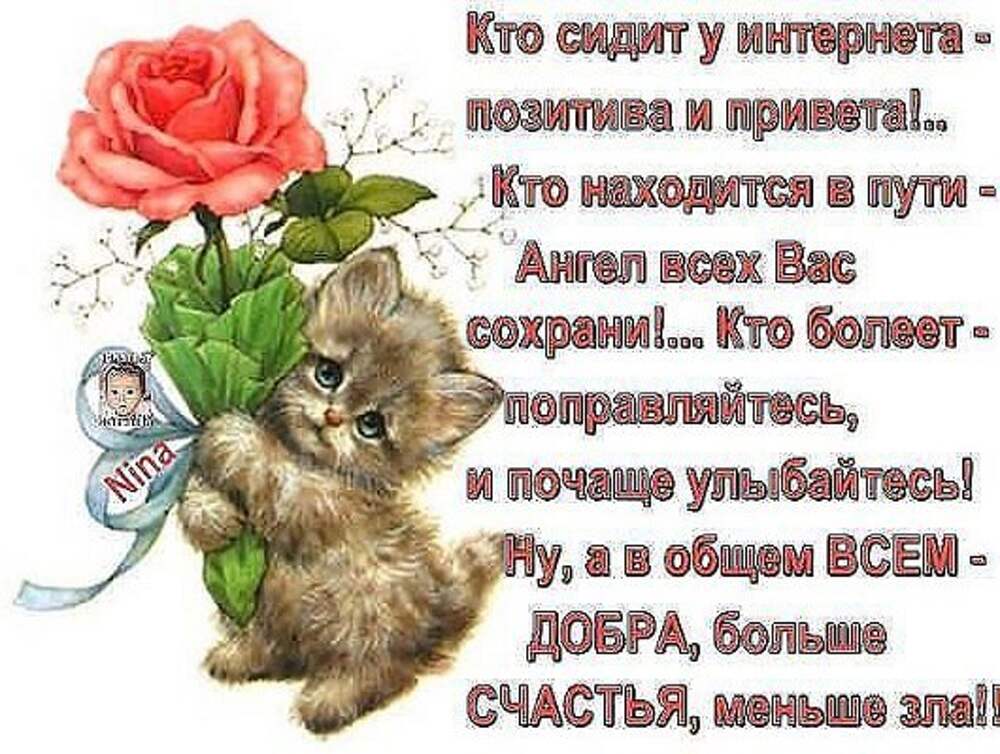 Кто сидит у интернета -
позитива и привета!..
Кто находится в пути -
Ангел всех Вас
сохрани!... Кто болеет -
поправляйтесь,
и почаще улыбайтесь!
Ну, а в общем ВСЕМ -
ДОБРА, больше
СЧАСТЬЯ, меньше зла!!
Nina